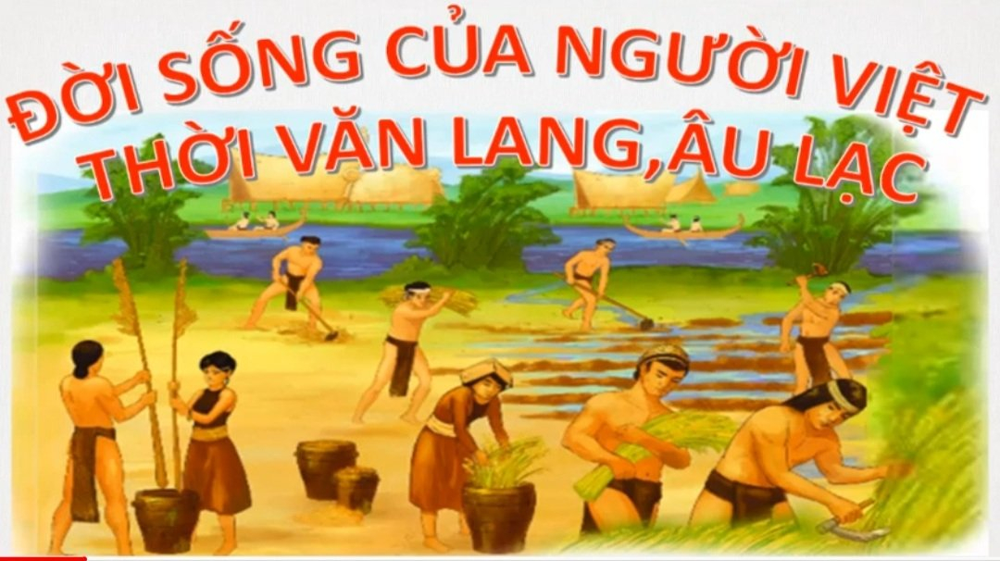 ĐỜI SỐNG CỦA NGƯỜI VIỆT
THỜI VĂN LANG,ÂU LẠC